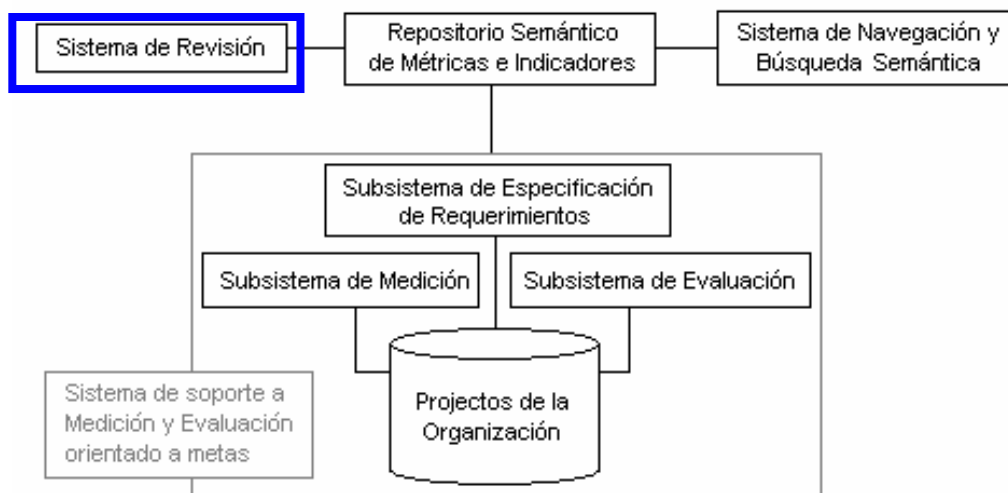 Sistema de Revisión
Repositorio Semántico
de Métricas e Indicadores
Sistema de Navegación y
Búsqueda Semántica
Subsistema de Especificación
de Requerimientos
Subsistema de Medición
Subsistema de Evaluación
Projectos de la
Organización
Sistema de soporte a
Medición y Evaluación
orientado a metas